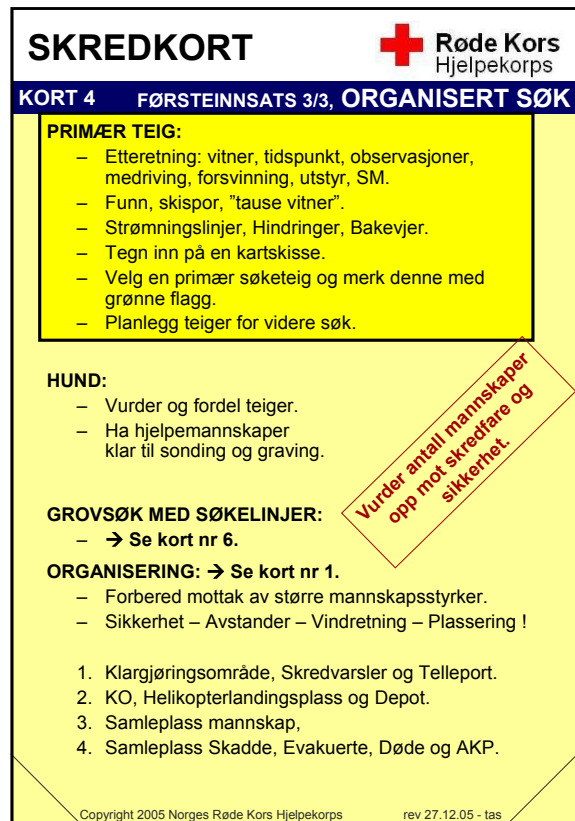 SKREDKORT
Røde Kors
Hjelpekorps
KORT 4 FØRSTEINNSATS 3/3, ORGANISERT SØK
PRIMÆR TEIG:
– Etteretning: vitner, tidspunkt, observasjoner,
medriving, forsvinning, utstyr, SM.
– Funn, skispor, ”tause vitner”.
– Strømningslinjer, Hindringer, Bakevjer.
– Tegn inn på en kartskisse.
– Velg en primær søketeig og merk denne med
grønne flagg.
– Planlegg teiger for videre søk.
HUND:
– Vurder og fordel teiger.
– Ha hjelpemannskaper
klar til sonding og graving.
Vurder antall mannskaper
opp mot skredfare og
sikkerhet.
GROVSØK MED SØKELINJER:
– → Se kort nr 6.
ORGANISERING: → Se kort nr 1.
– Forbered mottak av større mannskapsstyrker.
– Sikkerhet – Avstander – Vindretning – Plassering !
1. Klargjøringsområde, Skredvarsler og Telleport.
2. KO, Helikopterlandingsplass og Depot.
3. Samleplass mannskap,
4. Samleplass Skadde, Evakuerte, Døde og AKP.
Copyright 2005 Norges Røde Kors Hjelpekorps rev 27.12.05 - tas